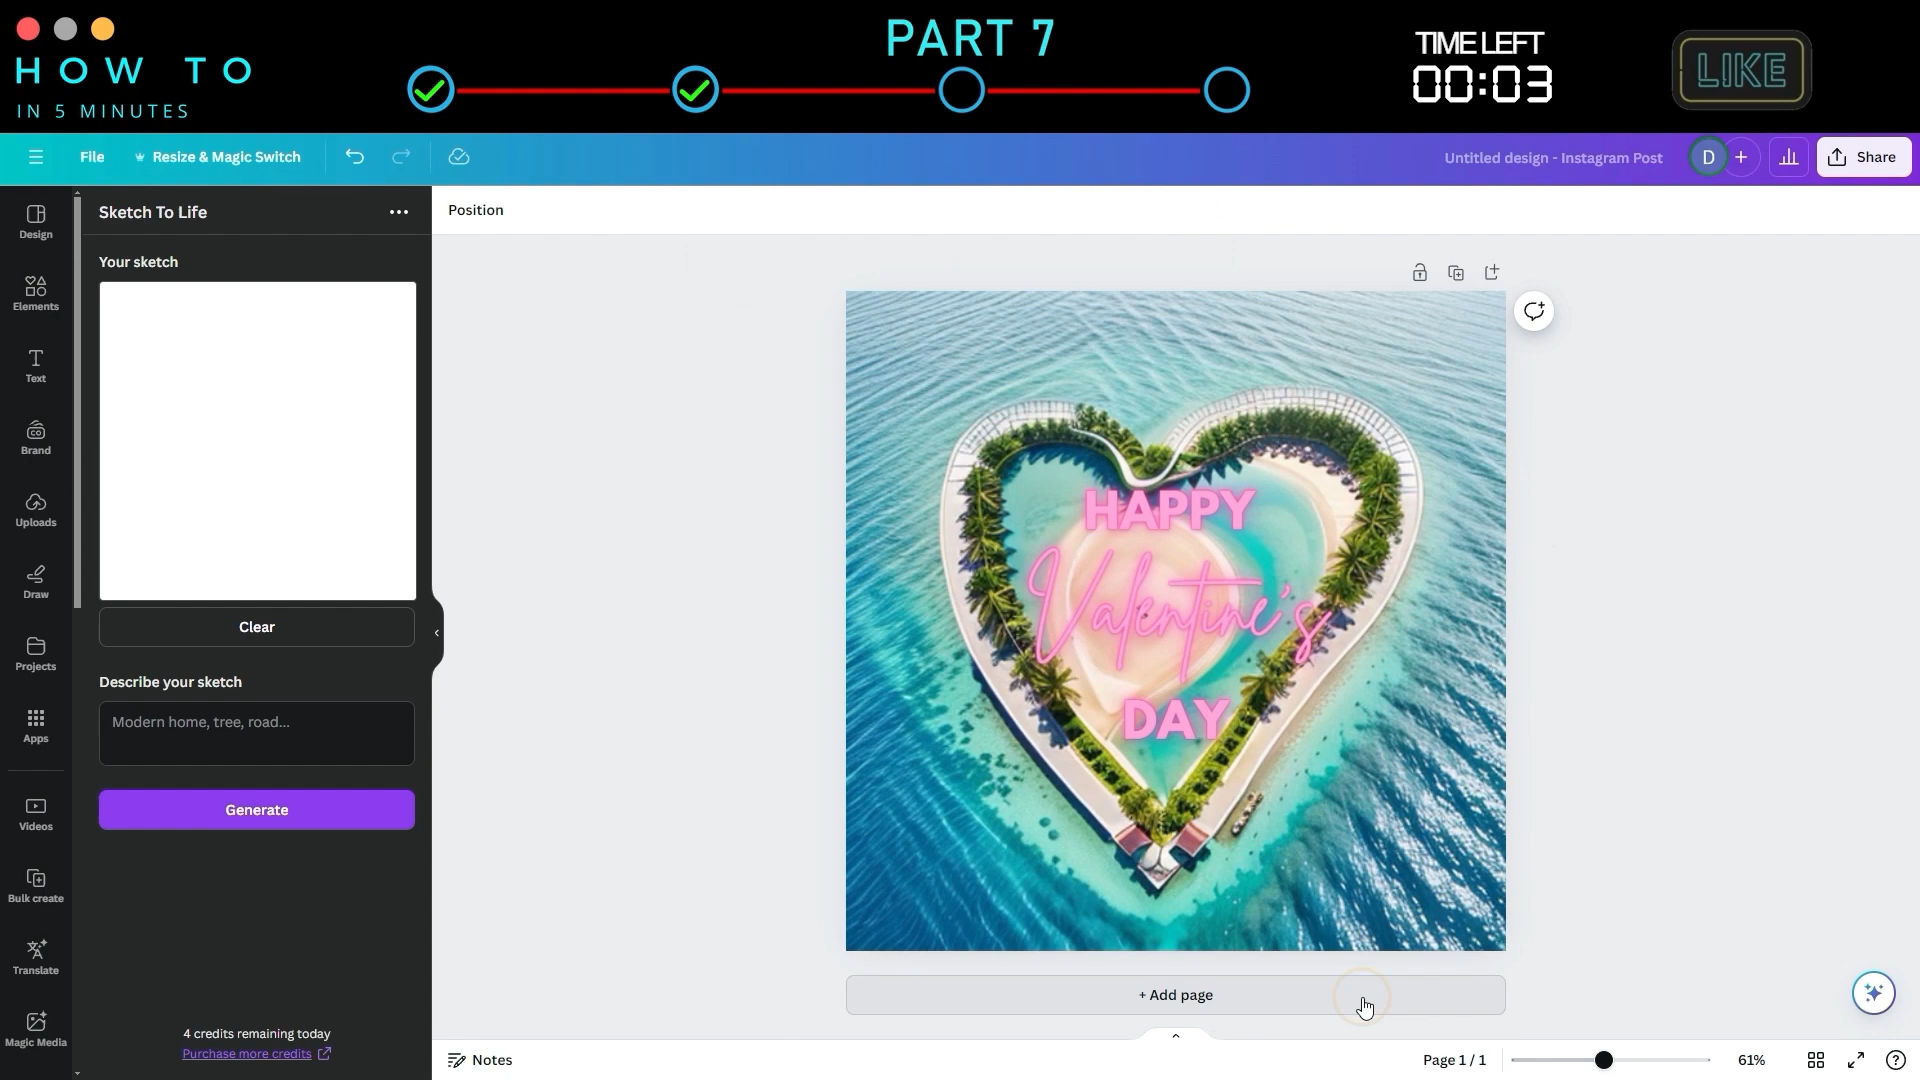 PART 7
HOW TO
IN 5 MINUTES
TIME LEFT
00:03
LIKE
File
Resize & Magic Switch
Untitled design - Instagram Post
D
+
Share
Design
Elements
Text
Brand
Uploads
Draw
Projects
Apps
Videos
Bulk create
Translate
Magic Media
Sketch To Life
Your sketch
Clear
Describe your sketch
Modern home, tree, road...
Generate
4 credits remaining today
Purchase more credits
Position
HAPPY
Valentine's
DAY
+ Add page
Notes
Page 1 / 1
61%